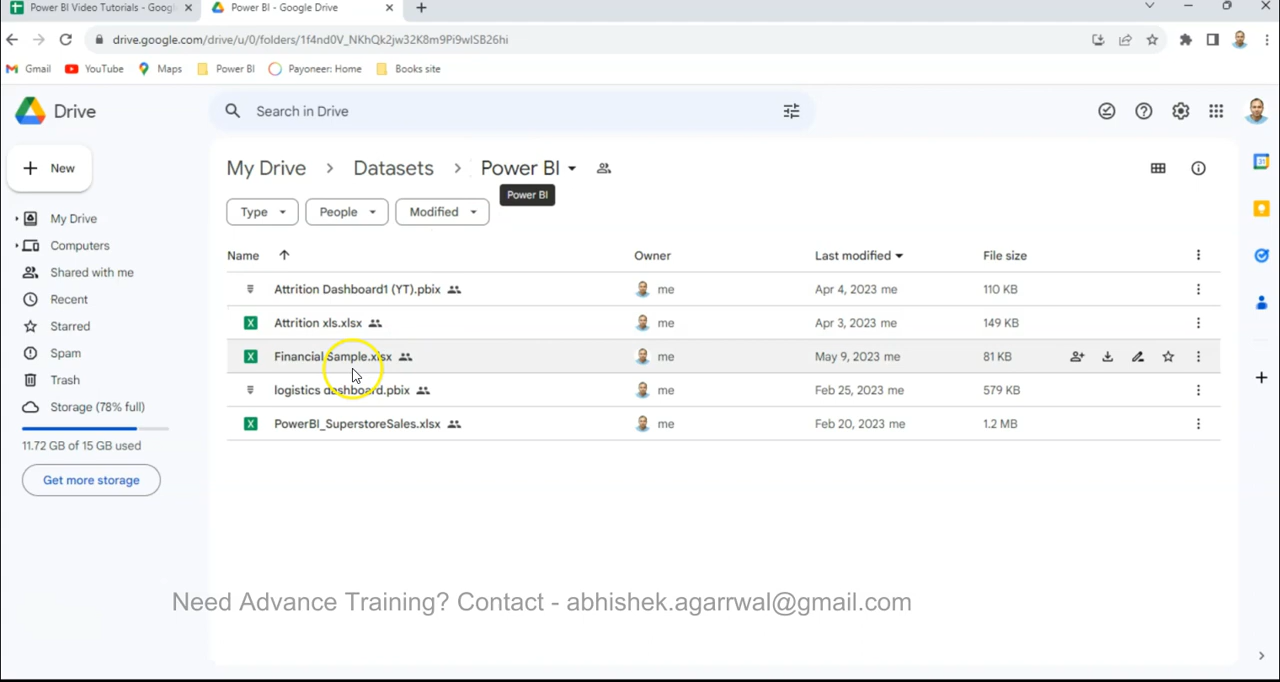 Power BI Video Tutorials - Googl
Power BI - Google Drive
drive.google.com/drive/u/0/folders/1f4nd0V_NKhQk2jw32K8m9Pi9wISB26hi
Gmail
YouTube
Maps
Power BI
Payoneer: Home
Books site
Drive
Search in Drive
New
My Drive
Computers
Shared with me
Recent
Starred
Spam
Trash
Storage (78% full)
11.72 GB of 15 GB used
Get more storage
My Drive > Datasets > Power BI
Power BI
Type People Modified
Name Owner Last modified File size
Attrition Dashboard1 (YT).pbix me Apr 4, 2023 me 110 KB
Attrition xls.xlsx me Apr 3, 2023 me 149 KB
Financial Sample.xlsx me May 9, 2023 me 81 KB
logistics dashboard.pbix me Feb 25, 2023 me 579 KB
PowerBI_SuperstoreSales.xlsx me Feb 20, 2023 me 1.2 MB
31
Need Advance Training? Contact - abhishek.agarrwal@gmail.com